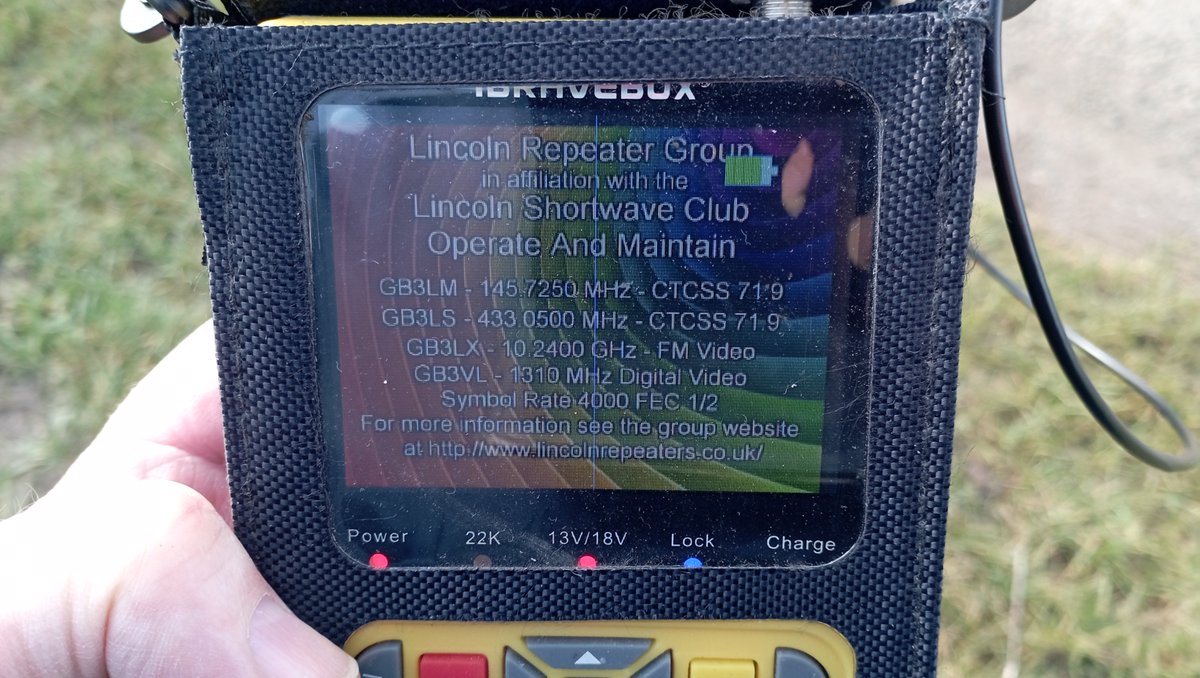 iBRAVEBOX
Lincoln Repeater Group
in affiliation with the
Lincoln Shortwave Club
Operate And Maintain
GB3LM - 145.7250 MHz - CTCSS 71.9
GB3LS - 433.0500 MHz - CTCSS 71.9
GB3LX - 10.2400 GHz - FM Video
GB3VL - 1310 MHz Digital Video
Symbol Rate 4000 FEC 1/2
For more information see the group website
at http://www.lincolnrepeaters.co.uk/
Power 22K 13V/18V Lock Charge